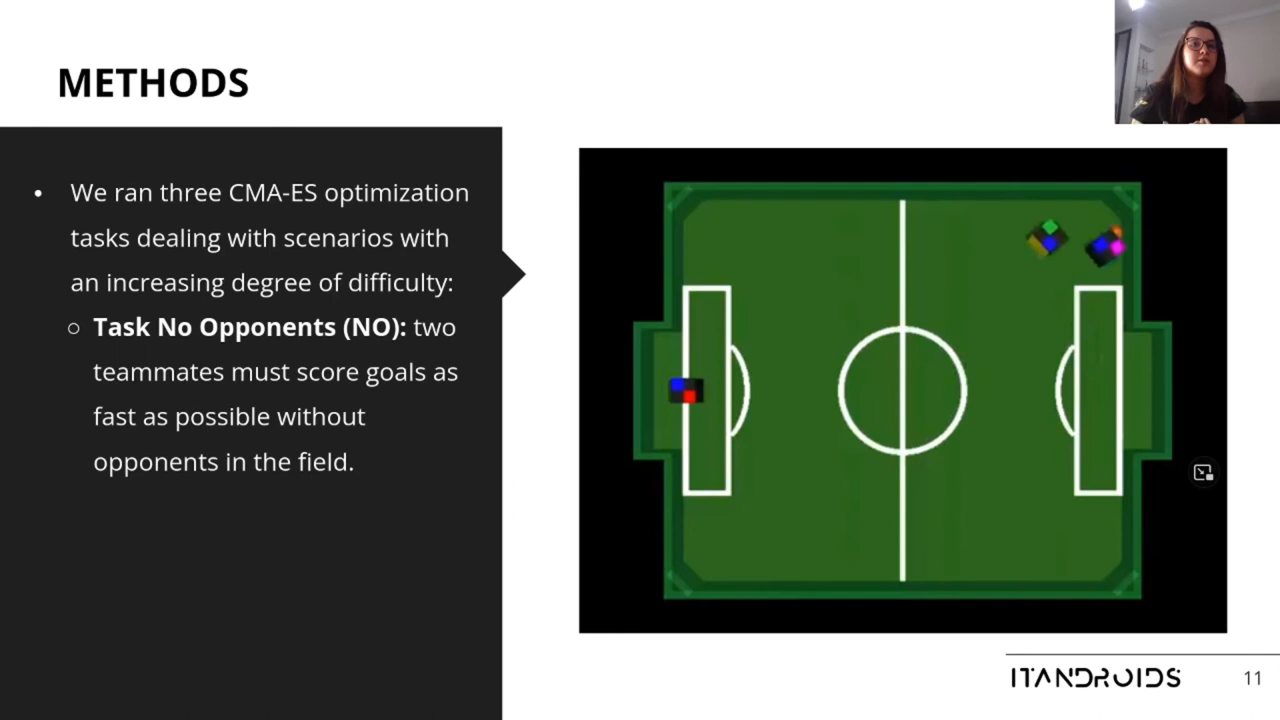 METHODS
• We ran three CMA-ES optimization
tasks dealing with scenarios with
an increasing degree of difficulty:
○ Task No Opponents (NO): two
teammates must score goals as
fast as possible without
opponents in the field.
ITANDROIDS
11